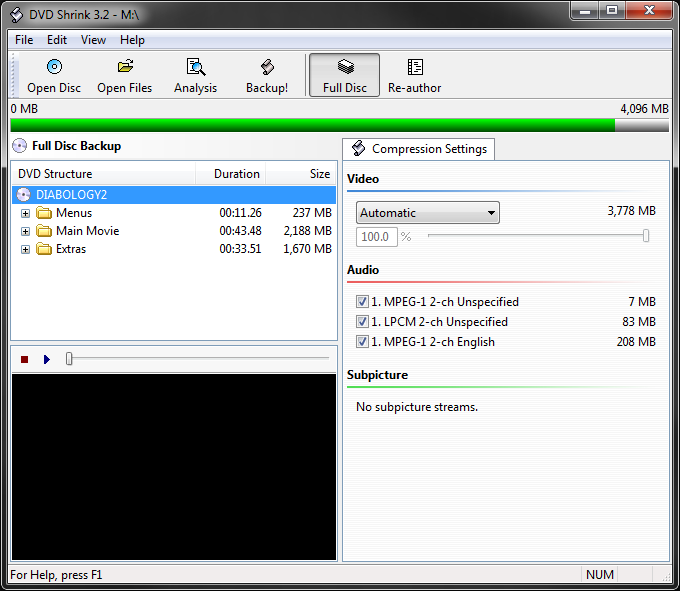 DVD Shrink 3.2 - M:\
File Edit View Help
Open Disc Open Files Analysis Backup! Full Disc Re-author
0 MB 4,096 MB
Full Disc Backup
DVD Structure Duration Size
DIABOLOGY2
Menus 00:11.26 237 MB
Main Movie 00:43.48 2,188 MB
Extras 00:33.51 1,670 MB
Compression Settings
Video
Automatic 3,778 MB
100.0 %
Audio
1. MPEG-1 2-ch Unspecified 7 MB
1. LPCM 2-ch Unspecified 83 MB
1. MPEG-1 2-ch English 208 MB
Subpicture
No subpicture streams.
For Help, press F1 NUM